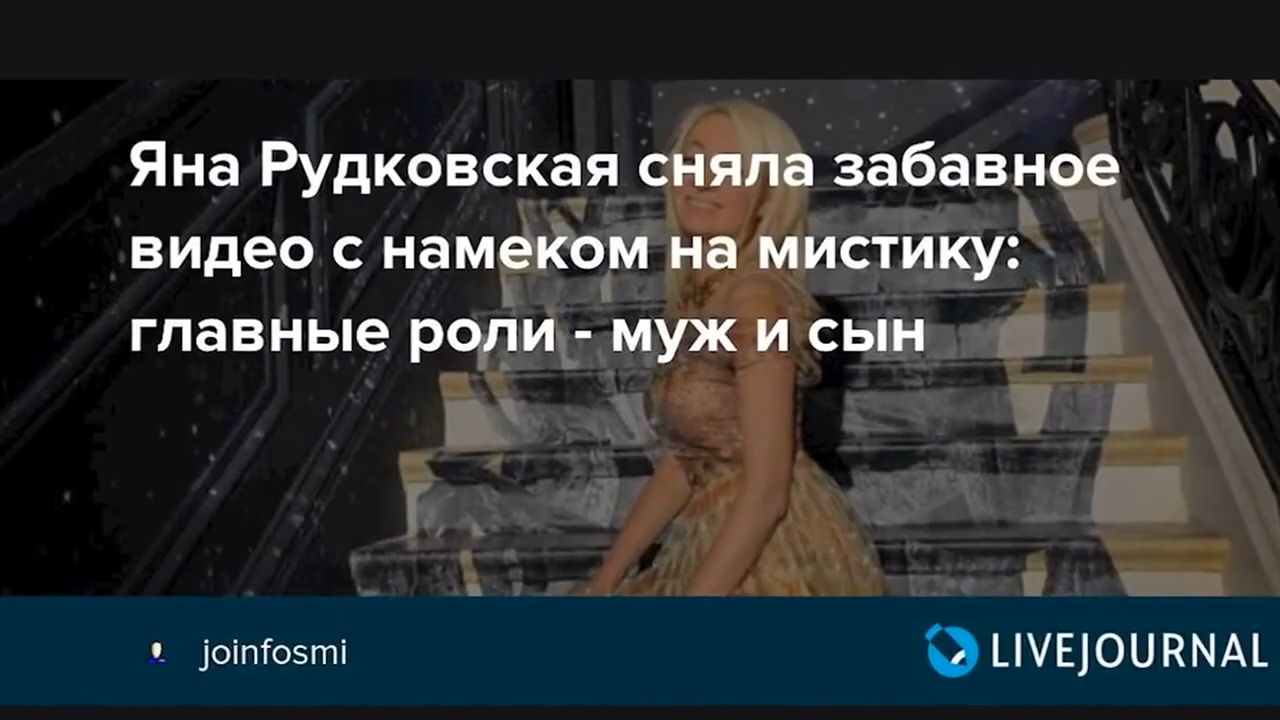 Яна Рудковская сняла забавное
видео с намеком на мистику:
главные роли - муж и сын
joinfosmi
LIVEJOURNAL